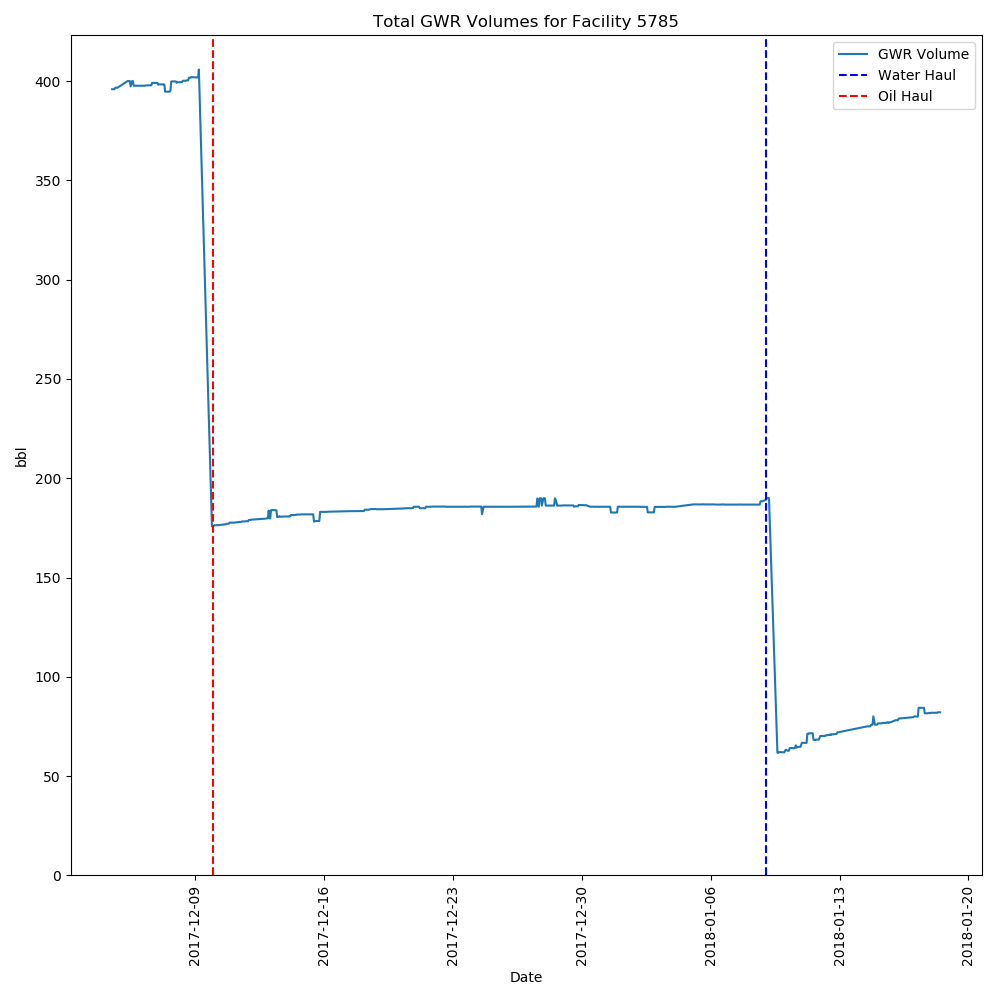 Total GWR Volumes for Facility 5785
GWR Volume
Water Haul
Oil Haul
400
350
300
250
200
150
100
50
0
bbl
2017-12-09
2017-12-16
2017-12-23
2017-12-30
2018-01-06
2018-01-13
2018-01-20
Date